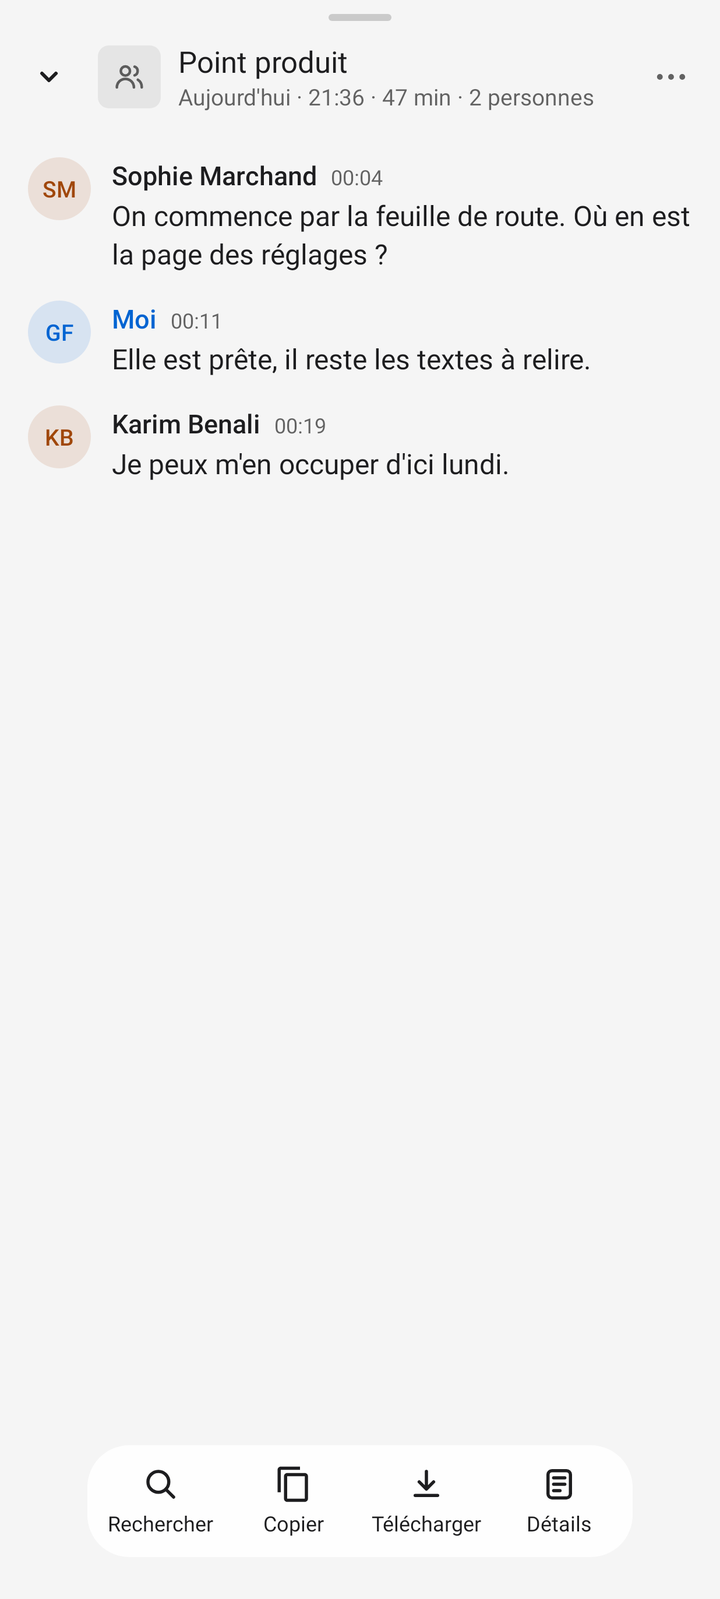 Point produit
Aujourd'hui · 21:36 · 47 min · 2 personnes
SM
Sophie Marchand 00:04
On commence par la feuille de route. Où en est
la page des réglages ?
GF
Moi 00:11
Elle est prête, il reste les textes à relire.
KB
Karim Benali 00:19
Je peux m'en occuper d'ici lundi.
Rechercher
Copier
Télécharger
Détails